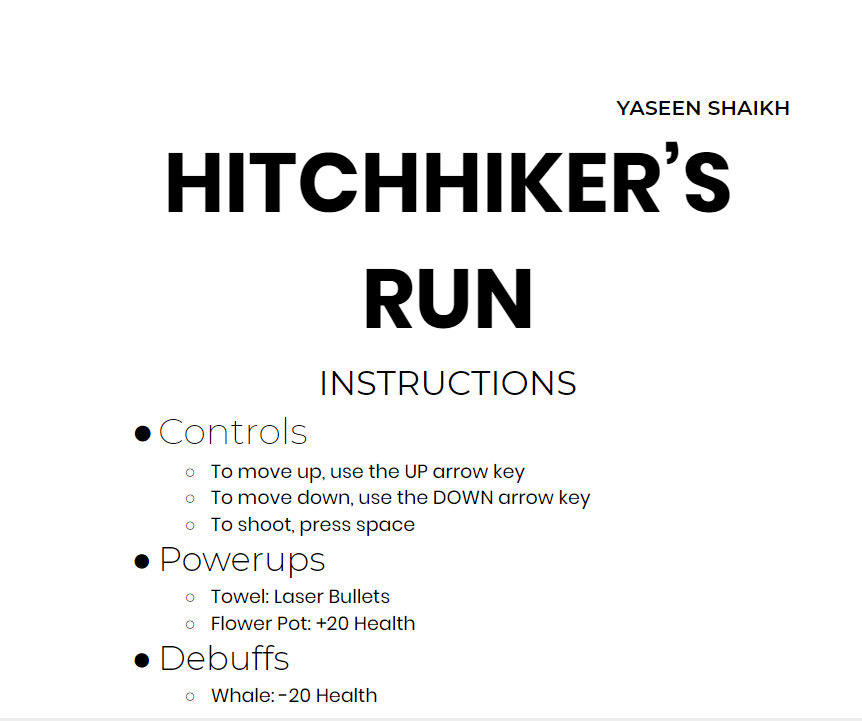 YASEEN SHAIKH
HITCHHIKER’S
RUN
INSTRUCTIONS
● Controls
○ To move up, use the UP arrow key
○ To move down, use the DOWN arrow key
○ To shoot, press space
● Powerups
○ Towel: Laser Bullets
○ Flower Pot: +20 Health
● Debuffs
○ Whale: -20 Health